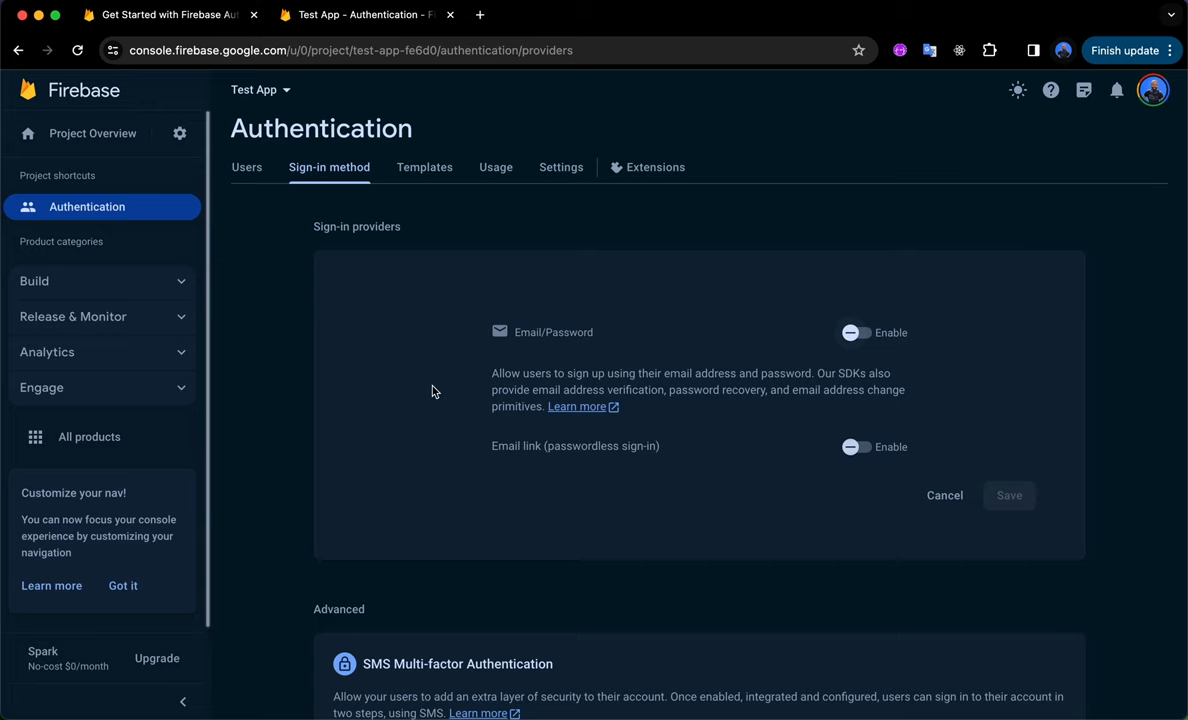 Get Started with Firebase Aut
Test App - Authentication - F
console.firebase.google.com/u/0/project/test-app-fe6d0/authentication/providers
Finish update
Firebase
Test App
Project Overview
Authentication
Users
Sign-in method
Templates
Usage
Settings
Extensions
Project shortcuts
Authentication
Product categories
Build
Release & Monitor
Analytics
Engage
All products
Customize your nav!
You can now focus your console
experience by customizing your
navigation
Learn more
Got it
Spark
No-cost $0/month
Upgrade
Sign-in providers
Email/Password
Enable
Allow users to sign up using their email address and password. Our SDKs also
provide email address verification, password recovery, and email address change
primitives. Learn more
Email link (passwordless sign-in)
Enable
Cancel
Save
Advanced
SMS Multi-factor Authentication
Allow your users to add an extra layer of security to their account. Once enabled, integrated and configured, users can sign in to their account in
two steps, using SMS. Learn more